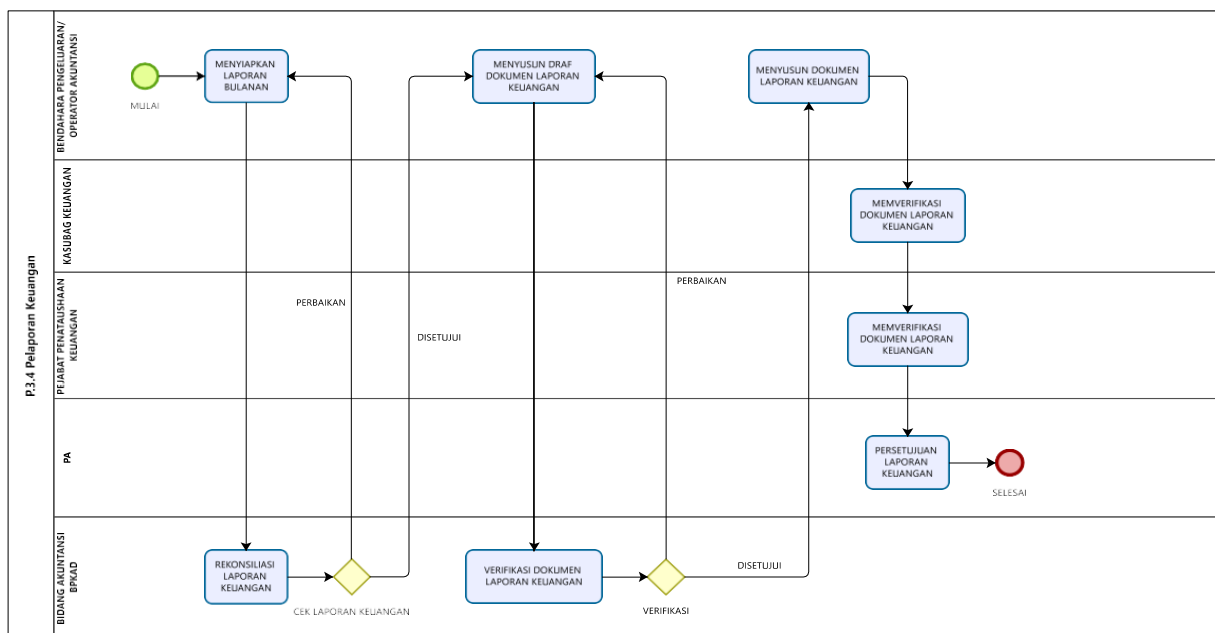 P.3.4 Pelaporan Keuangan
BENDAHARA PENGELUARAN/
OPERATOR AKUNTANSI
MULAI
MENYIAPKAN
LAPORAN
BULANAN
MENYUSUN DRAF
DOKUMEN LAPORAN
KEUANGAN
MENYUSUN DOKUMEN
LAPORAN KEUANGAN
KASUBAG KEUANGAN
MEMVERIFIKASI
DOKUMEN LAPORAN
KEUANGAN
PEJABAT PENATAUSHAAN
KEUANGAN
PERBAIKAN
DISETUJUI
PERBAIKAN
MEMVERIFIKASI
DOKUMEN LAPORAN
KEUANGAN
PA
PERSETUJUAN
LAPORAN
KEUANGAN
SELESAI
BIDANG AKUNTANSI
BPKAD
REKONSILIASI
LAPORAN
KEUANGAN
CEK LAPORAN KEUANGAN
VERIFIKASI DOKUMEN
LAPORAN KEUANGAN
VERIFIKASI
DISETUJUI